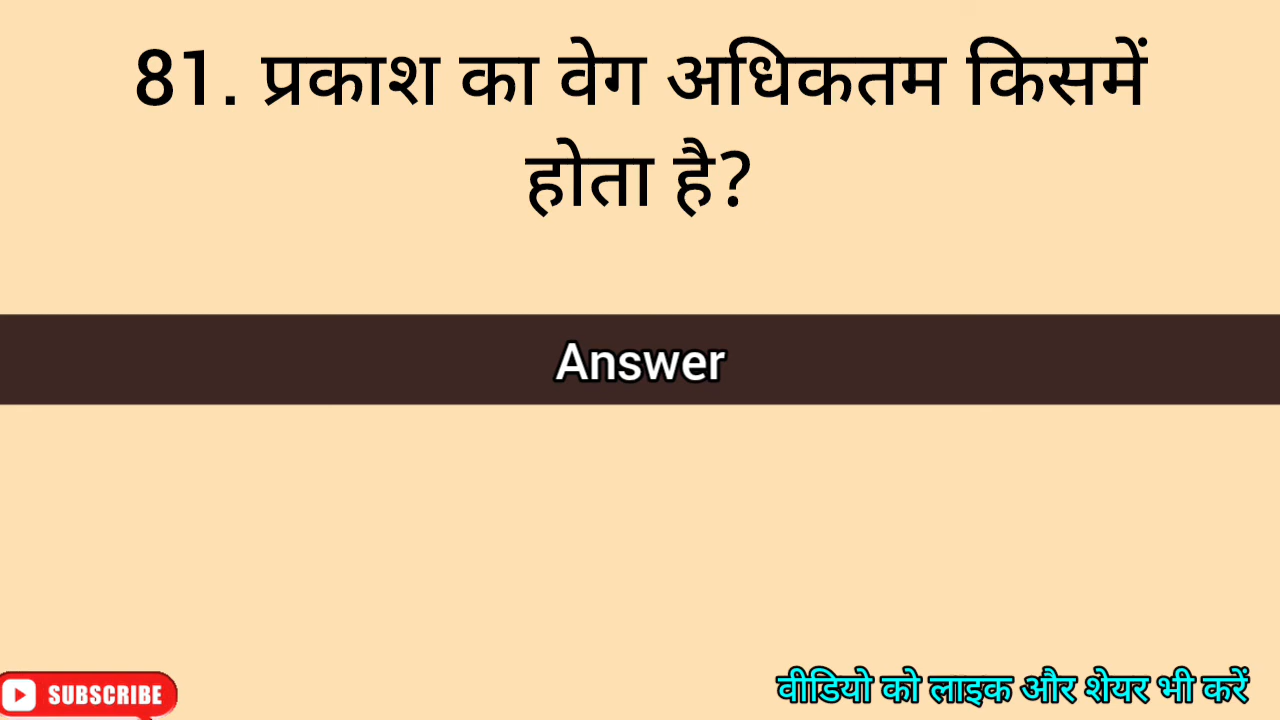 81. प्रकाश का वेग अधिकतम किसमें
होता है?
Answer
SUBSCRIBE
वीडियो को लाइक और शेयर भी करें